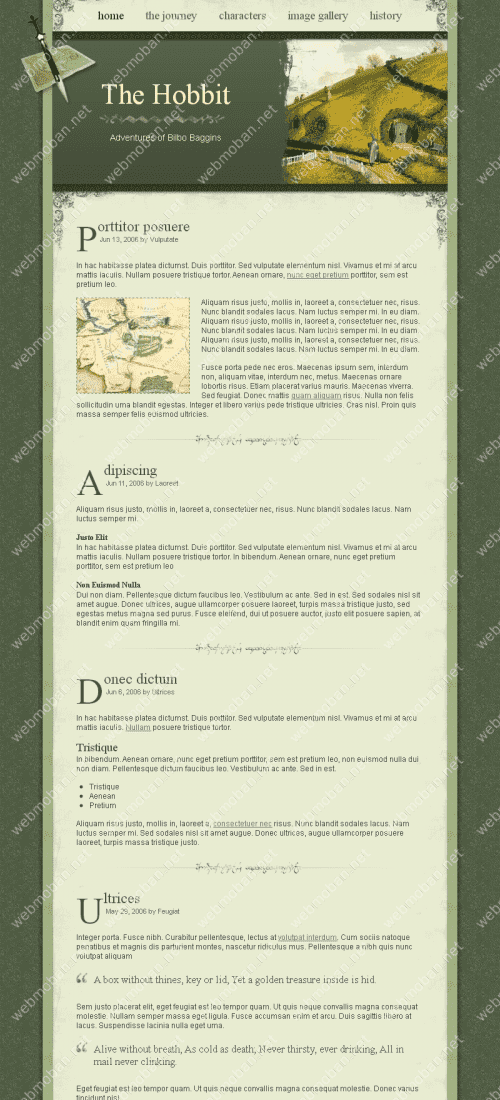 home the journey characters image gallery history
The Hobbit
Adventures of Bilbo Baggins
Porttitor posuere
Jun 13, 2006 by Vulputate
In hac habitasse platea dictumst. Duis porttitor. Sed vulputate elementum nisl. Vivamus et mi at arcu
mattis iaculis. Nullam posuere tristique tortor. Aenean ornare, nunc eget pretium porttitor, sem est
pretium leo.
Aliquam risus justo, mollis in, laoreet a, consectetuer nec, risus.
Nunc blandit sodales lacus. Nam luctus semper mi. In eu diam.
Aliquam risus justo, mollis in, laoreet a, consectetuer nec, risus.
Nunc blandit sodales lacus. Nam luctus semper mi. In eu diam.
Aliquam risus justo, mollis in, laoreet a, consectetuer nec, risus.
Nunc blandit sodales lacus. Nam luctus semper mi. In eu diam.
Fusce porta pede nec eros. Maecenas ipsum sem, interdum
non, aliquam vitae, interdum nec, metus. Maecenas ornare
lobortis risus. Etiam placerat varius mauris. Maecenas viverra.
Sed feugiat. Donec mattis quam aliquam risus. Nulla non felis
sollicitudin urna blandit egestas. Integer et libero varius pede tristique ultricies. Cras nisl. Proin quis
massa semper felis euismod ultricies.
Adipiscing
Jun 11, 2006 by Laoreet
Aliquam risus justo, mollis in, laoreet a, consectetuer nec, risus. Nunc blandit sodales lacus. Nam
luctus semper mi.
Justo Elit
In hac habitasse platea dictumst. Duis porttitor. Sed vulputate elementum nisl. Vivamus et mi at arcu
mattis iaculis. Nullam posuere tristique tortor. In bibendum. Aenean ornare, nunc eget pretium
porttitor, sem est pretium leo
Non Euismod Nulla
Dui non diam. Pellentesque dictum faucibus leo. Vestibulum ac ante. Sed in est. Sed sodales nisl sit
amet augue. Donec ultrices, augue ullamcorper posuere laoreet, turpis massa tristique justo, sed
egestas metus magna sed purus. Fusce eleifend, dui ut posuere auctor, justo elit posuere sapien, at
blandit enim quam fringilla mi.
Donec dictum
Jun 6, 2006 by Ultrices
In hac habitasse platea dictumst. Duis porttitor. Sed vulputate elementum nisl. Vivamus et mi at arcu
mattis iaculis. Nullam posuere tristique tortor.
Tristique
In bibendum. Aenean ornare, nunc eget pretium porttitor, sem est pretium leo, non euismod nulla dui
non diam. Pellentesque dictum faucibus leo. Vestibulum ac ante. Sed in est.
Tristique
Aenean
Pretium
Aliquam risus justo, mollis in, laoreet a, consectetuer nec, risus. Nunc blandit sodales lacus. Nam
luctus semper mi. Sed sodales nisl sit amet augue. Donec ultrices, augue ullamcorper posuere
laoreet, turpis massa tristique justo.
Ultrices
May 29, 2006 by Feugiat
Integer porta. Fusce nibh. Curabitur pellentesque, lectus at volutpat interdum. Cum sociis natoque
penatibus et magnis dis parturient montes, nascetur ridiculus mus. Pellentesque a nibh quis nunc
volutpat aliquam
“ A box without hinges, key or lid, Yet a golden treasure inside is hid.
Sem justo placerat elit, eget feugiat est leo tempor quam. Ut quis neque convallis magna consequat
molestie. Nullam semper massa eget ligula. Fusce accumsan enim et arcu. Duis sagittis libero at
lacus. Suspendisse lacinia nulla eget urna.
“ Alive without breath, As cold as death; Never thirsty, ever drinking, All in
mail never clinking.
Eget feugiat est leo tempor quam. Ut quis neque convallis magna consequat molestie. Donec varius
tincidunt nisl.
webmoban.net